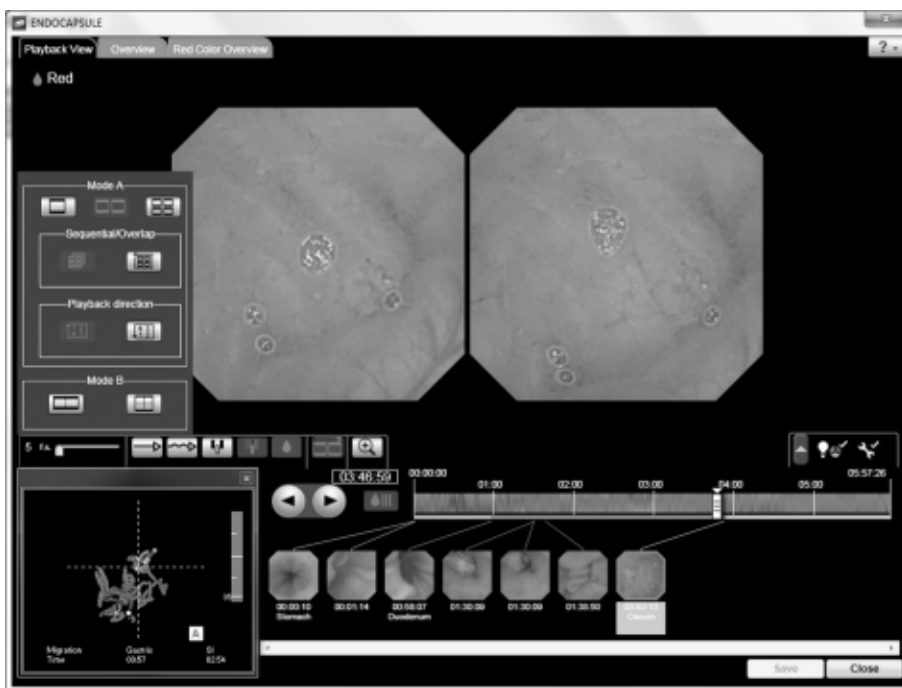 ENDOCAPSULE
Playback View Overview Red Color Overview
?
Red
Mode A
Sequential/Overlap
Playback direction
Mode B
5 f.s.
03:46:59
00:00:00 05:57:26
01:00 02:00 03:00 04:00 05:00
00:00:10 00:01:14 00:58:07 01:30:09 01:30:09 01:38:50
Stomach Duodenum Cecum
A
Migration Gastric SI
Time 00:57 02:54
Save Close